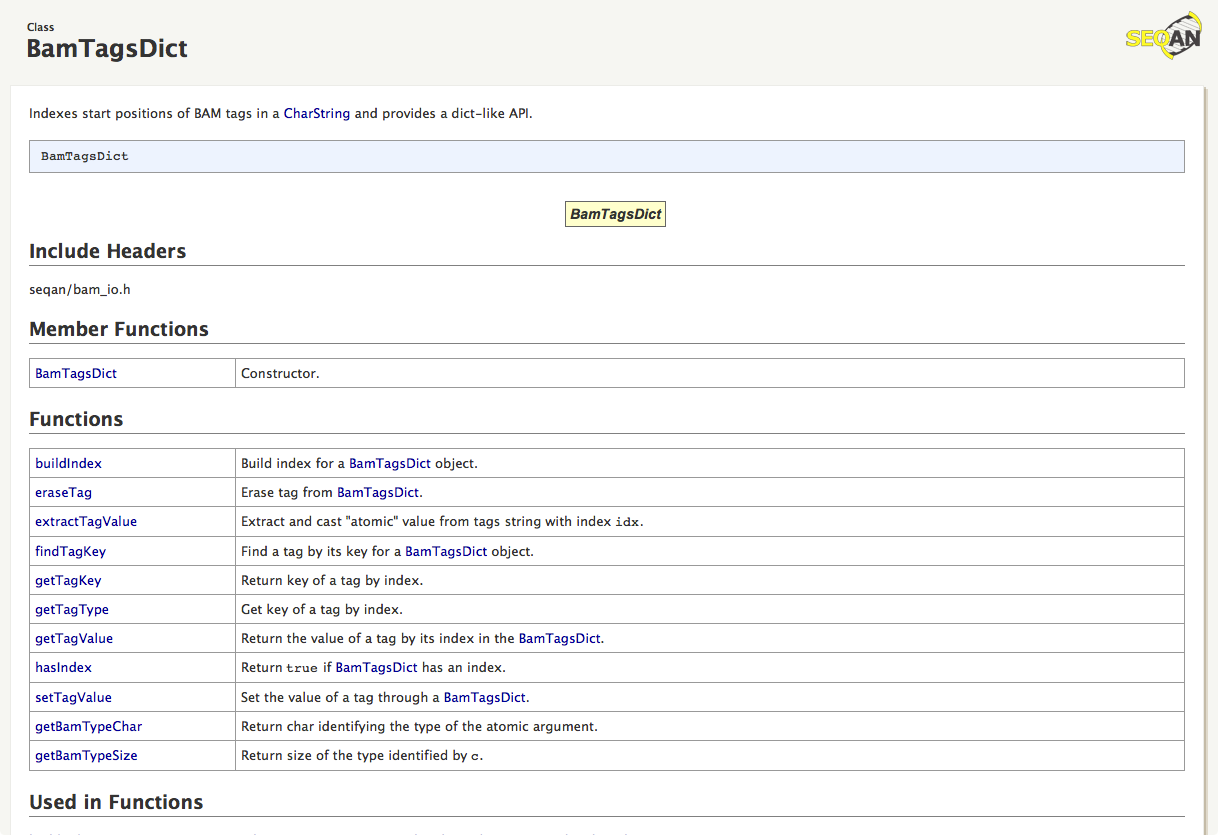 Class
BamTagsDict
SEQAN
Indexes start positions of BAM tags in a CharString and provides a dict-like API.
BamTagsDict
BamTagsDict
Include Headers
seqan/bam_io.h
Member Functions
BamTagsDict Constructor.
Functions
buildIndex Build index for a BamTagsDict object.
eraseTag Erase tag from BamTagsDict.
extractTagValue Extract and cast "atomic" value from tags string with index idx.
findTagKey Find a tag by its key for a BamTagsDict object.
getTagKey Return key of a tag by index.
getTagType Get key of a tag by index.
getTagValue Return the value of a tag by its index in the BamTagsDict.
hasIndex Return true if BamTagsDict has an index.
setTagValue Set the value of a tag through a BamTagsDict.
getBamTypeChar Return char identifying the type of the atomic argument.
getBamTypeSize Return size of the type identified by c.
Used in Functions